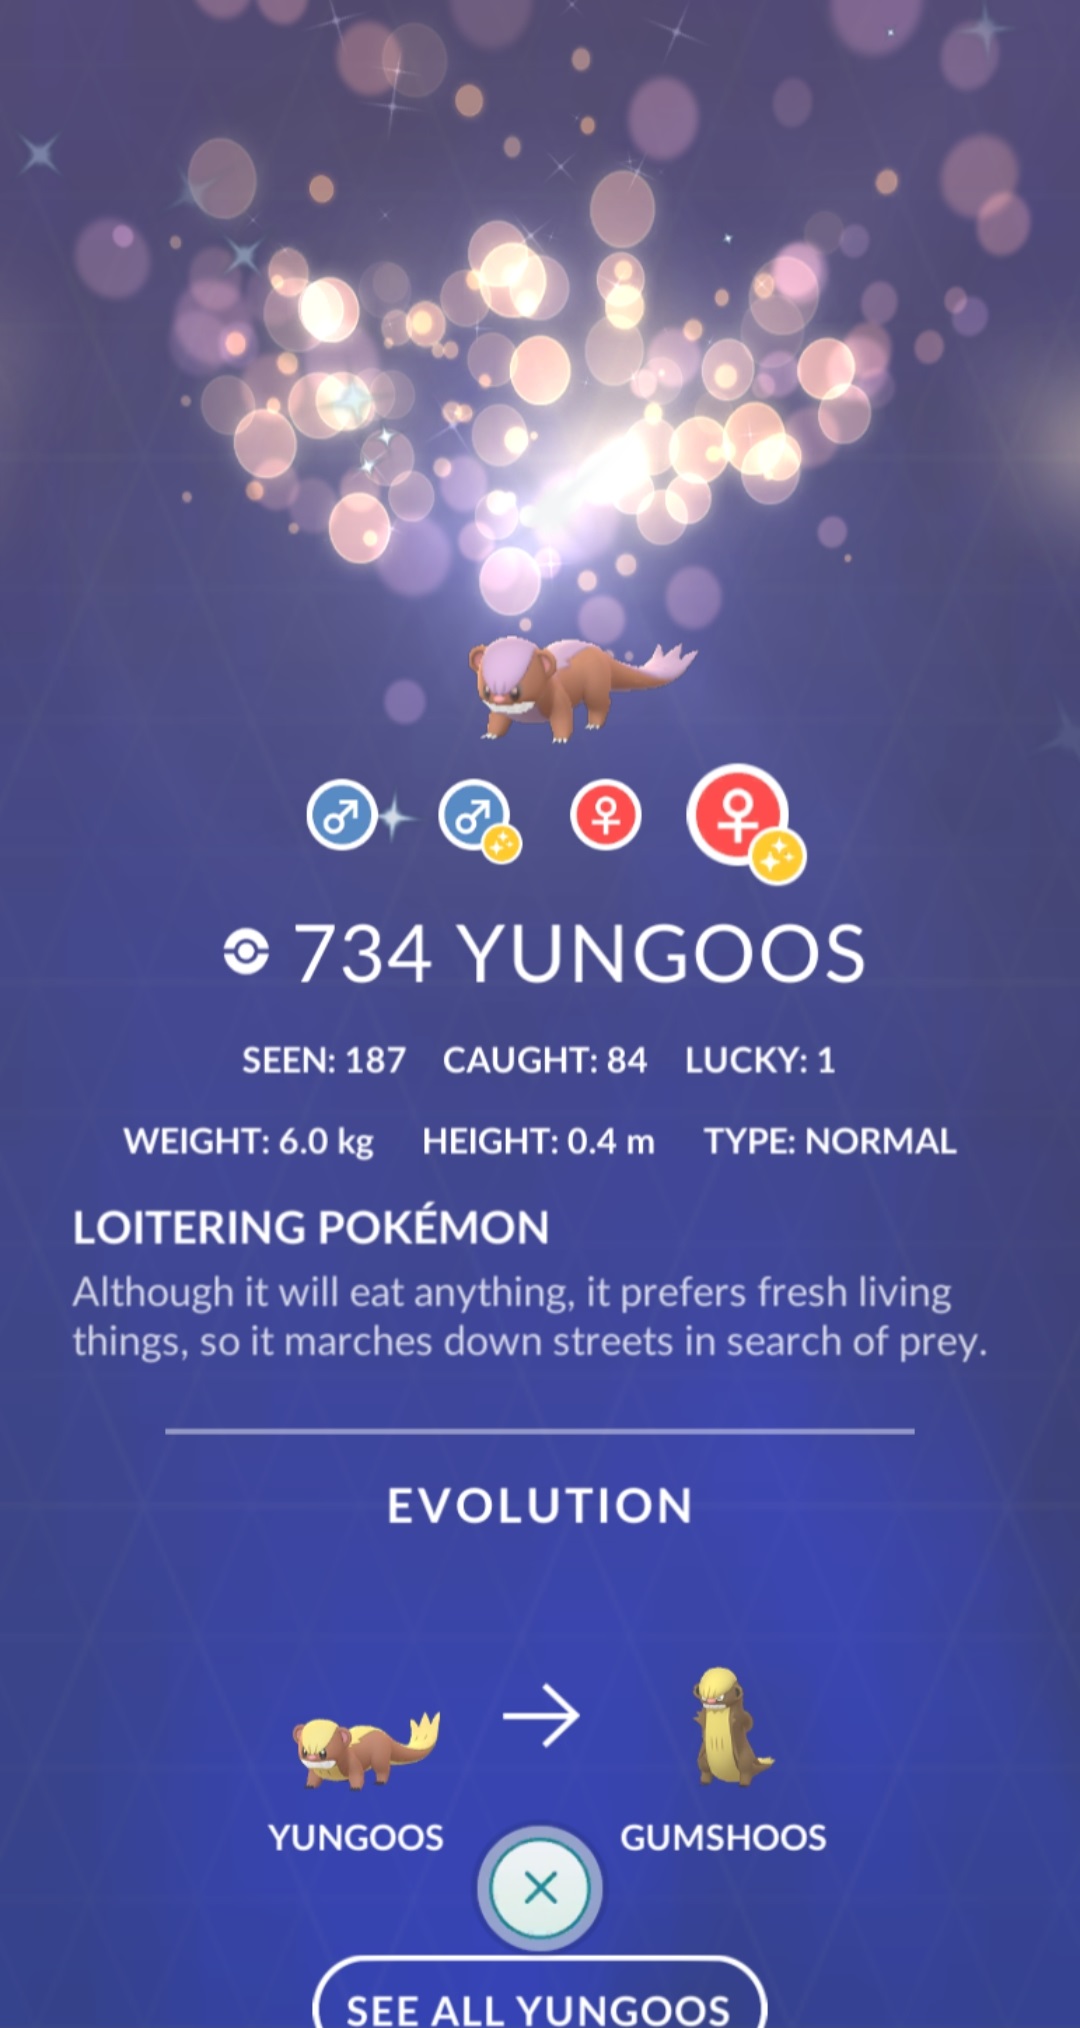 734 YUNGOOS
SEEN: 187 CAUGHT: 84 LUCKY: 1
WEIGHT: 6.0 kg HEIGHT: 0.4 m TYPE: NORMAL
LOITERING POKÉMON
Although it will eat anything, it prefers fresh living
things, so it marches down streets in search of prey.
EVOLUTION
YUNGOOS GUMSHOOS
SEE ALL YUNGOOS